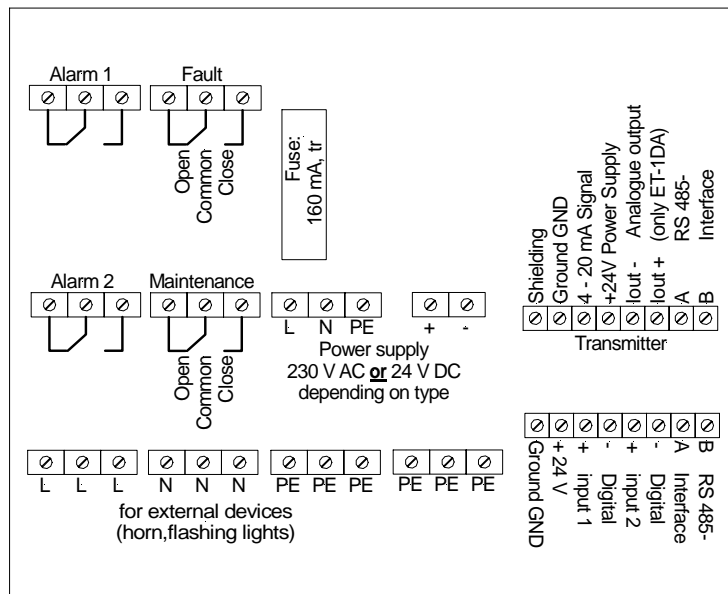 Alarm 1
Fault
Open
Common
Close
Fuse:
160 mA, tr
Shielding
Ground GND
4 - 20 mA Signal
+24V Power Supply
Iout - Analogue output
Iout + (only ET-1DA)
A RS 485-
B Interface
Transmitter
Alarm 2
Maintenance
Open
Common
Close
L N PE
+ -
Power supply
230 V AC or 24 V DC
depending on type
L L L
N N N
PE PE PE
PE PE PE
for external devices
(horn,flashing lights)
Ground GND
+ 24 V
+ input 1
- Digital
+ input 2
- Digital
A Interface
B RS 485-